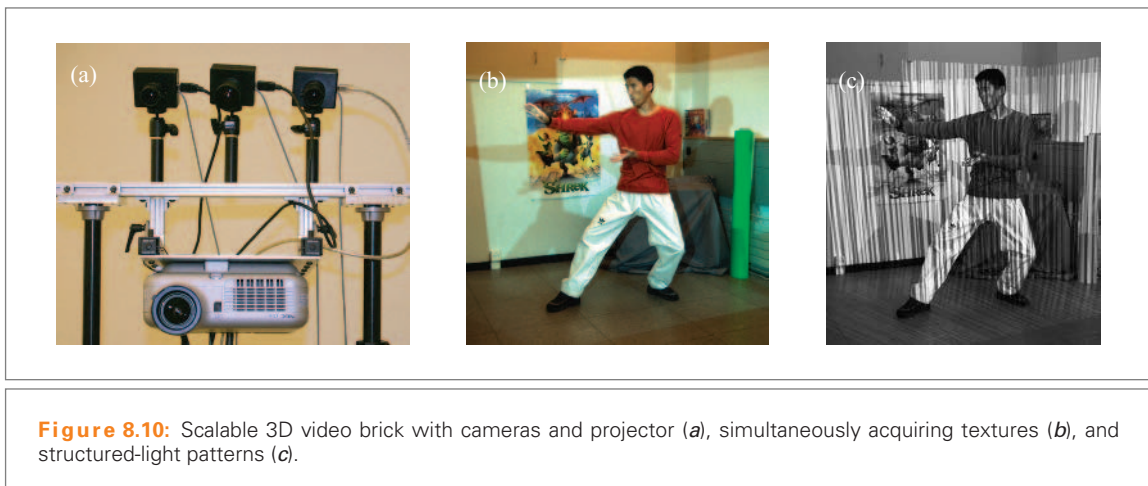 (a)
(b)
(c)
SHREK
Figure 8.10: Scalable 3D video brick with cameras and projector (a), simultaneously acquiring textures (b), and
structured-light patterns (c).